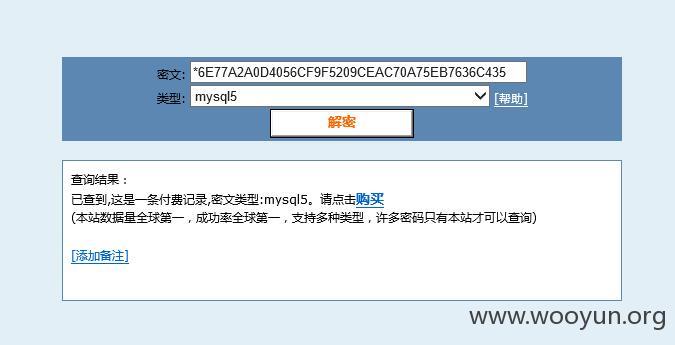 密文: *6E77A2A0D4056CF9F5209CEAC70A75EB7636C435
类型: mysql5 [帮助]
解密
查询结果：
已查到,这是一条付费记录,密文类型:mysql5。请点击购买
(本站数据量全球第一，成功率全球第一，支持多种类型，许多密码只有本站才可以查询)
[添加备注]
www.wooyun.org